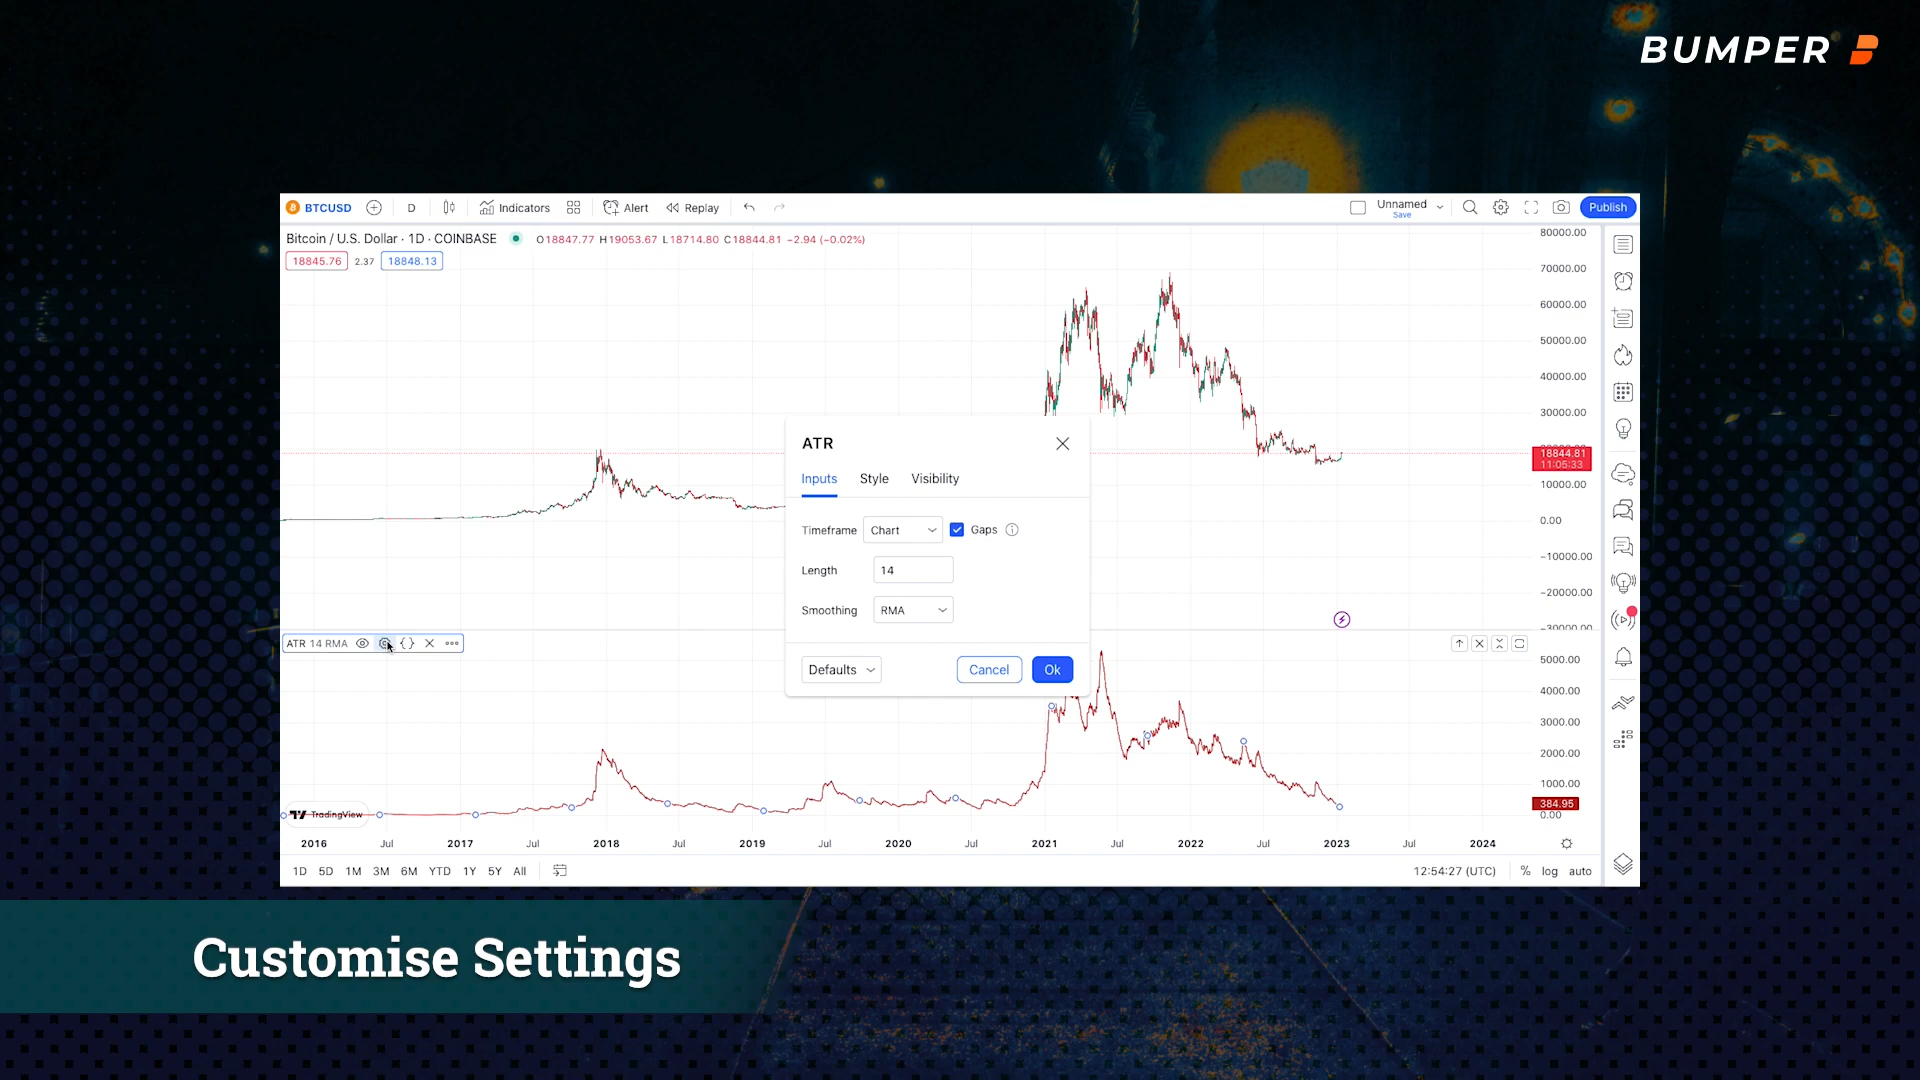 BUMPER
BTCUSD D Indicators Alert Replay Unnamed Save Publish
Bitcoin / U.S. Dollar · 1D · COINBASE O18847.77 H19053.67 L18714.80 C18844.81 −2.94 (−0.02%)
18845.76 2.37 18848.13
80000.00
70000.00
60000.00
50000.00
40000.00
30000.00
18844.81
11:05:33
10000.00
0.00
−10000.00
−20000.00
−30000.00
ATR
Inputs Style Visibility
Timeframe Chart Gaps
Length 14
Smoothing RMA
Defaults Cancel Ok
ATR 14 RMA
5000.00
4000.00
3000.00
2000.00
1000.00
384.95
0.00
TradingView
2016 Jul 2017 Jul 2018 Jul 2019 Jul 2020 Jul 2021 Jul 2022 Jul 2023 Jul 2024
1D 5D 1M 3M 6M YTD 1Y 5Y All 12:54:27 (UTC) % log auto
Customise Settings